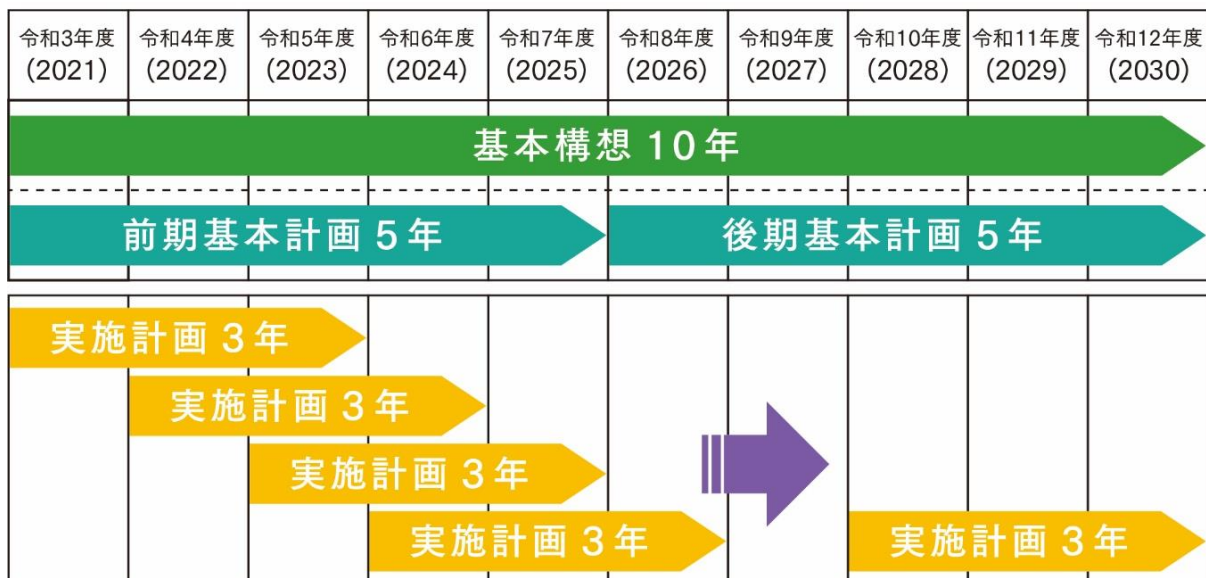 令和3年度
(2021)
令和4年度
(2022)
令和5年度
(2023)
令和6年度
(2024)
令和7年度
(2025)
令和8年度
(2026)
令和9年度
(2027)
令和10年度
(2028)
令和11年度
(2029)
令和12年度
(2030)
基本構想 10年
前期基本計画 5年
後期基本計画 5年
実施計画 3年
実施計画 3年
実施計画 3年
実施計画 3年
実施計画 3年